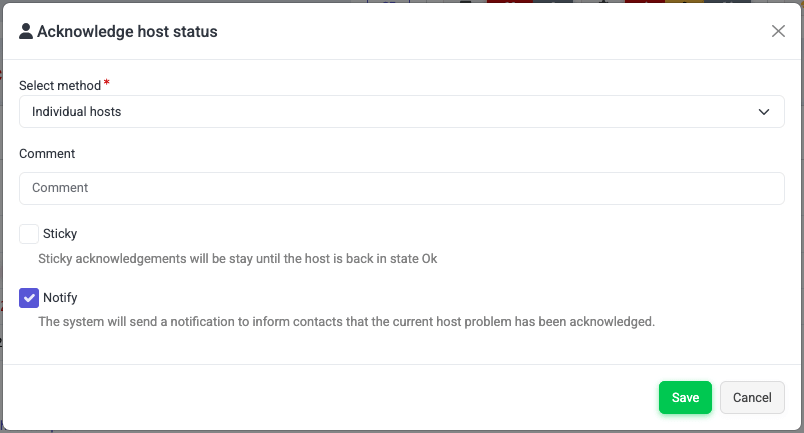 Acknowledge host status
Select method *
Individual hosts
Comment
Comment
Sticky
Sticky acknowledgements will be stay until the host is back in state Ok
Notify
The system will send a notification to inform contacts that the current host problem has been acknowledged.
Save Cancel